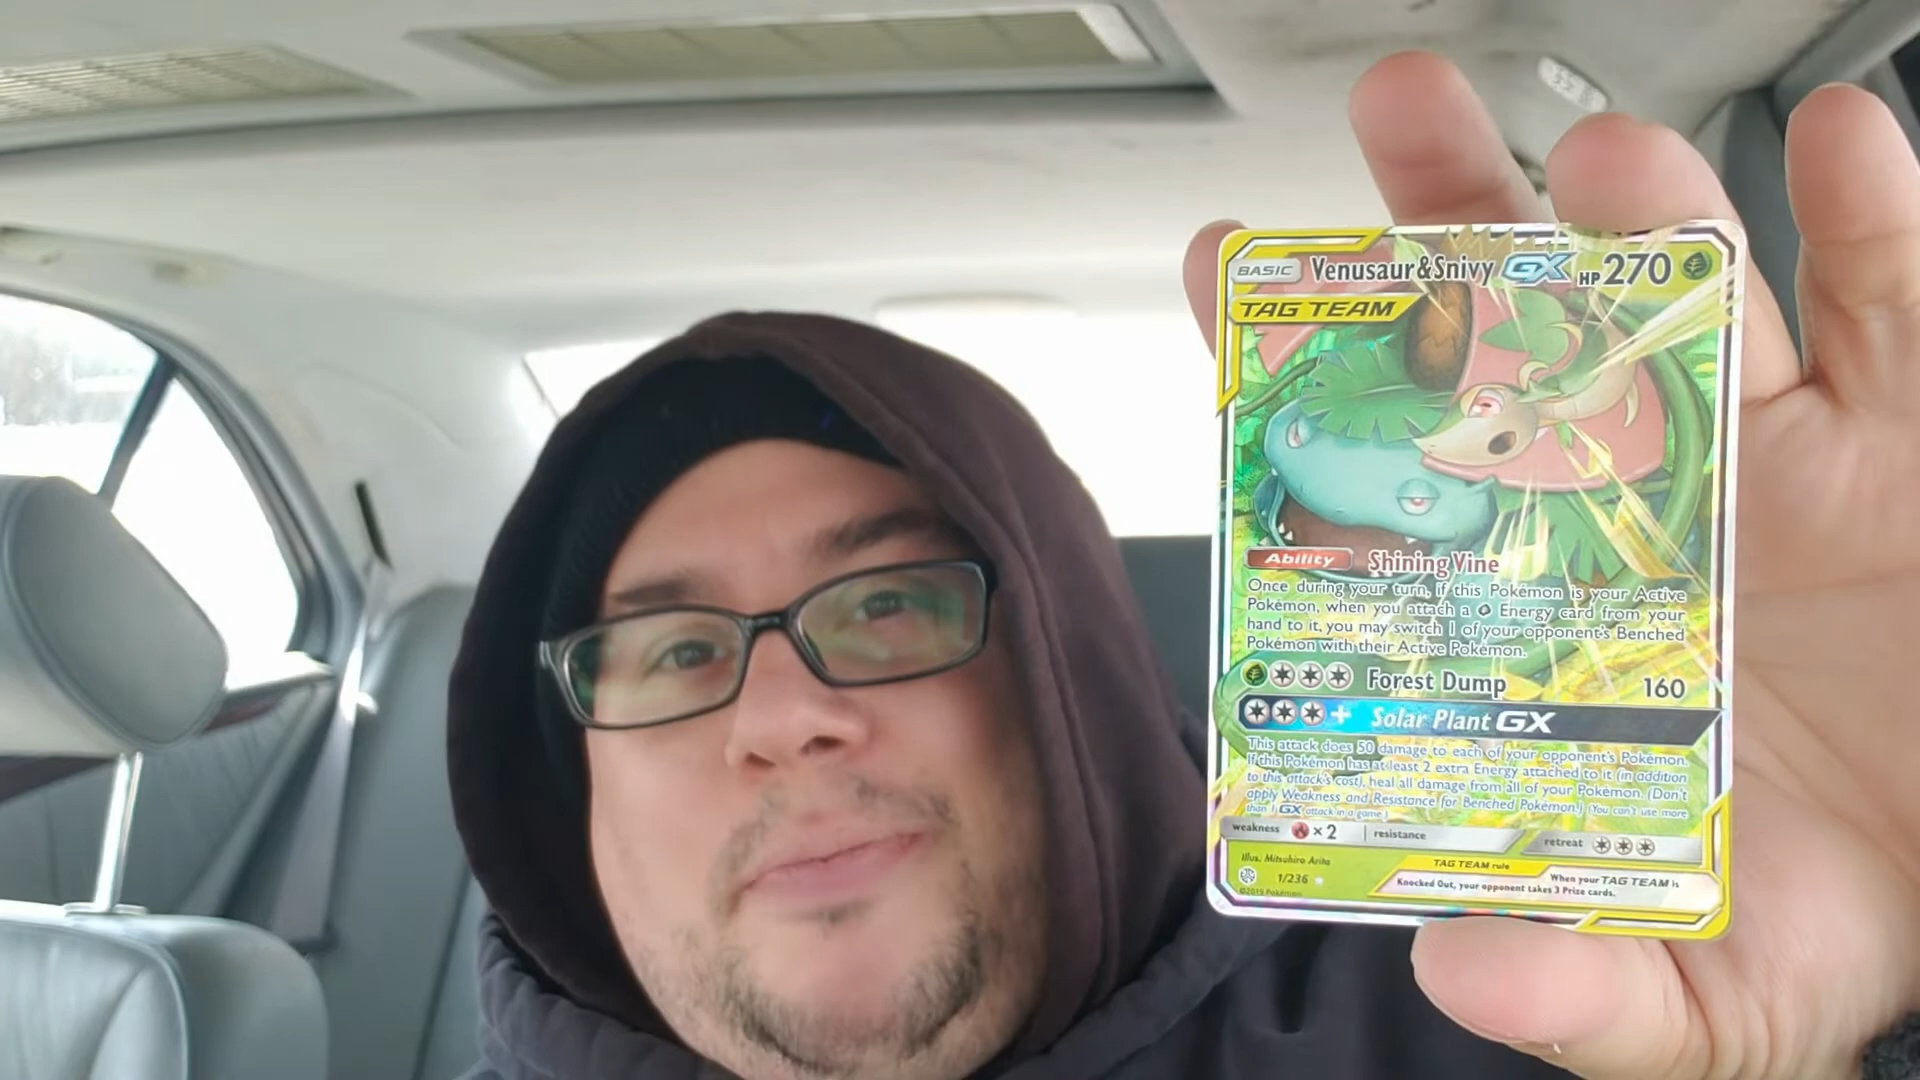 BASIC Venusaur&Snivy GX HP 270
TAG TEAM
Ability Shining Vine
Once during your turn, if this Pokémon is your Active
Pokémon, when you attach a Energy card from your
hand to it, you may switch 1 of your opponent's Benched
Pokémon with their Active Pokémon.
Forest Dump 160
+ Solar Plant GX
This attack does 50 damage to each of your opponent's Pokémon.
If this Pokémon has at least 2 extra Energy attached to it (in addition
to this attack's cost), heal all damage from all of your Pokémon. (Don't
apply Weakness and Resistance for Benched Pokémon.) (You can't use more
than 1 GX attack in a game.)
weakness ×2 resistance retreat
Illus. Mitsuhiro Arita
1/236
©2019 Pokémon
TAG TEAM rule
When your TAG TEAM is
Knocked Out, your opponent takes 3 Prize cards.